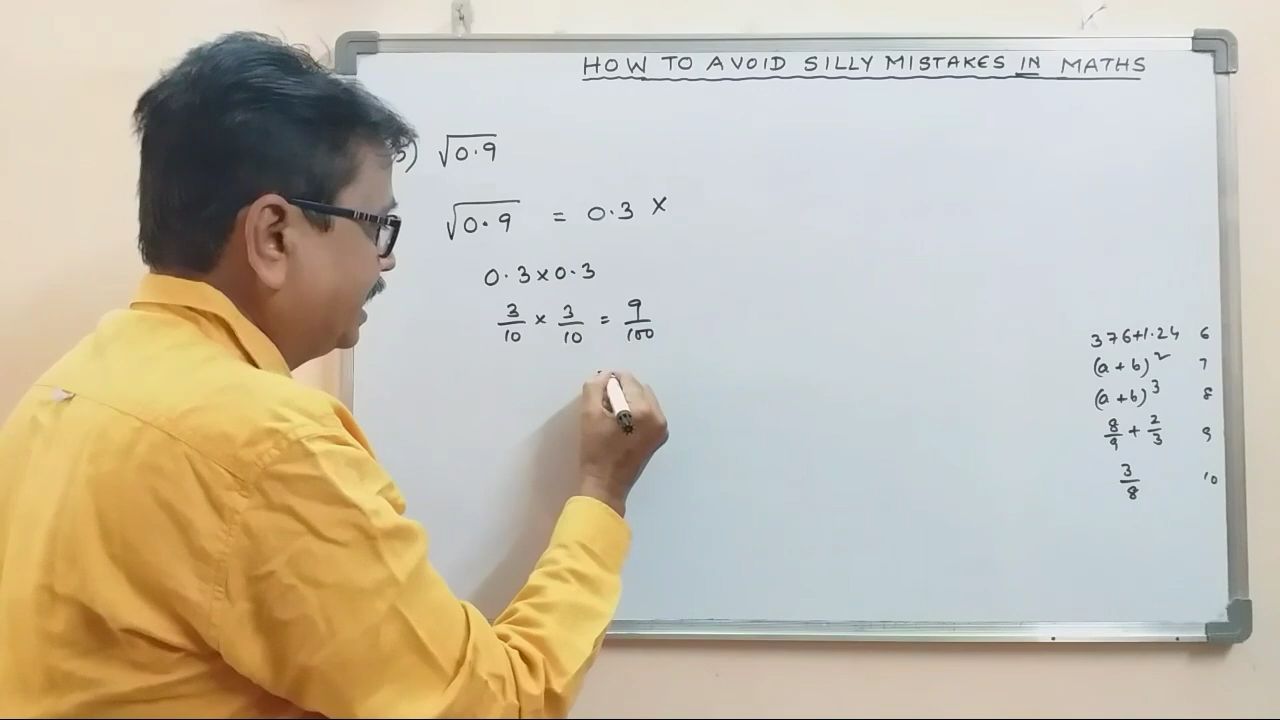 HOW TO AVOID SILLY MISTAKES IN MATHS
) √0.9
√0.9 = 0.3 ×
0.3×0.3
3/10 × 3/10 = 9/100
376+1.24 6
(a+b)² 7
(a+b)³ 8
8/9 + 2/3 9
3/8 10